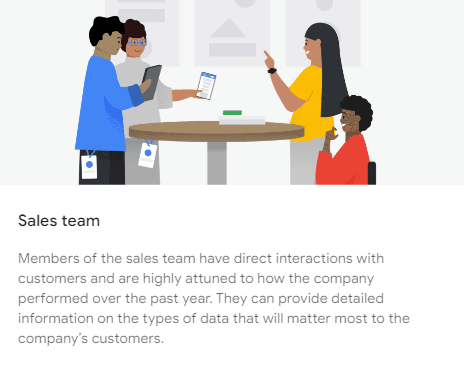 Sales team
Members of the sales team have direct interactions with
customers and are highly attuned to how the company
performed over the past year. They can provide detailed
information on the types of data that will matter most to the
company’s customers.